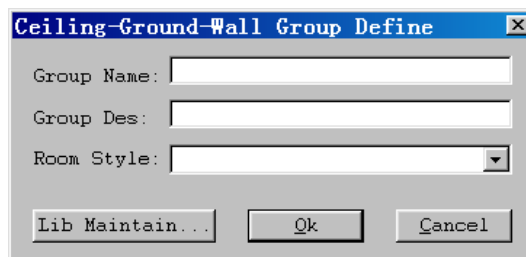 Ceiling-Ground-Wall Group Define
Group Name:
Group Des:
Room Style:
Lib Maintain... Ok Cancel